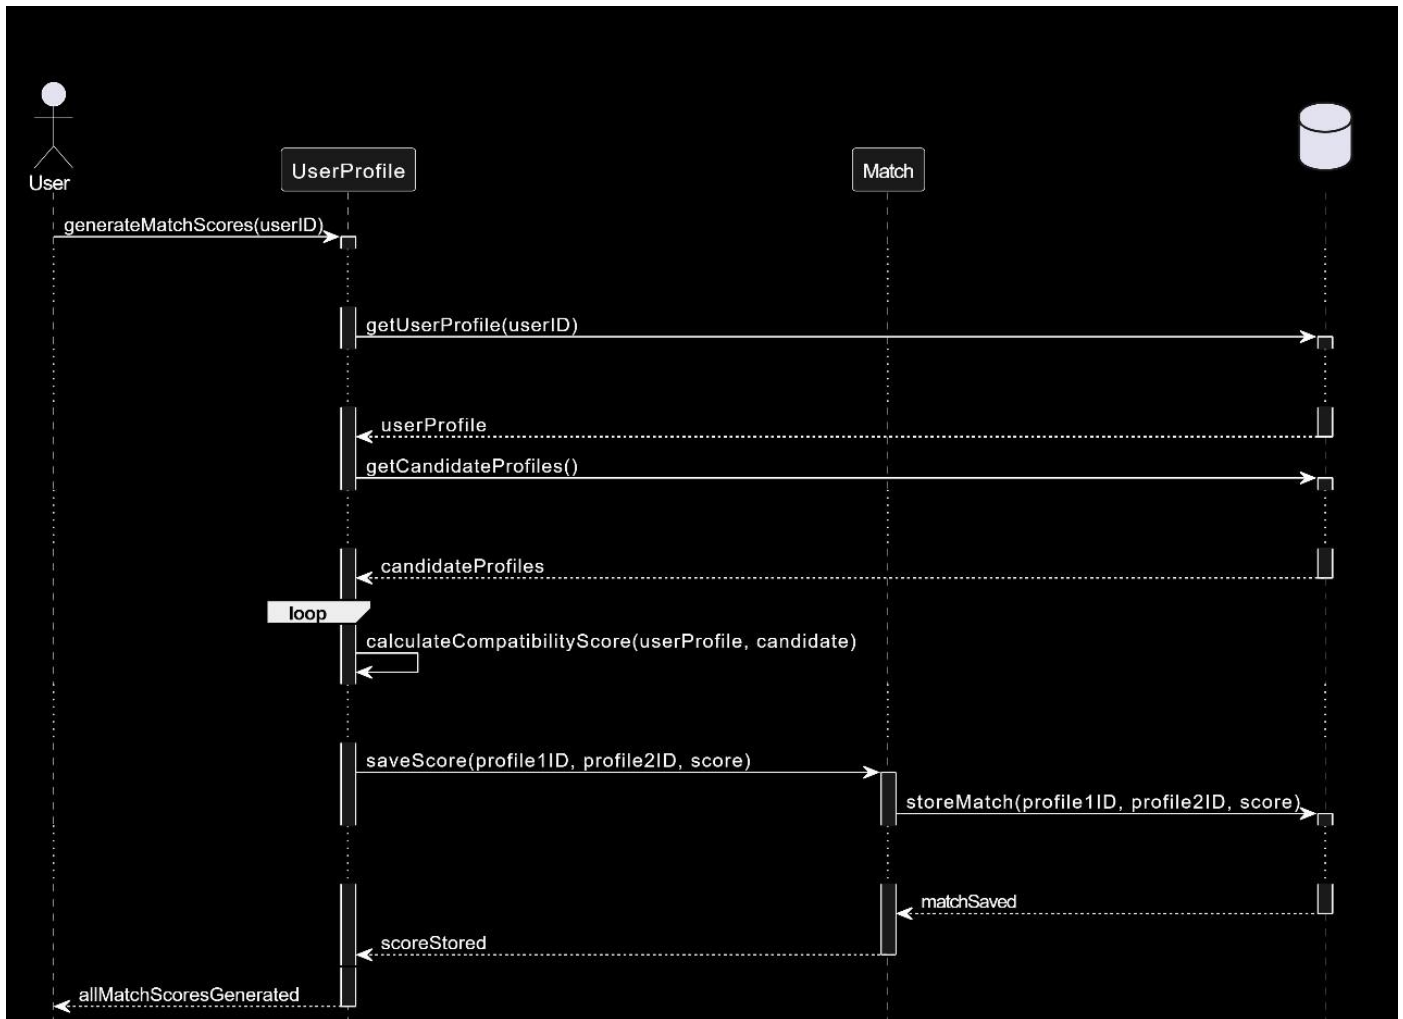 User
UserProfile
Match
generateMatchScores(userID)
getUserProfile(userID)
userProfile
getCandidateProfiles()
candidateProfiles
loop
calculateCompatibilityScore(userProfile, candidate)
saveScore(profile1ID, profile2ID, score)
storeMatch(profile1ID, profile2ID, score)
matchSaved
scoreStored
allMatchScoresGenerated